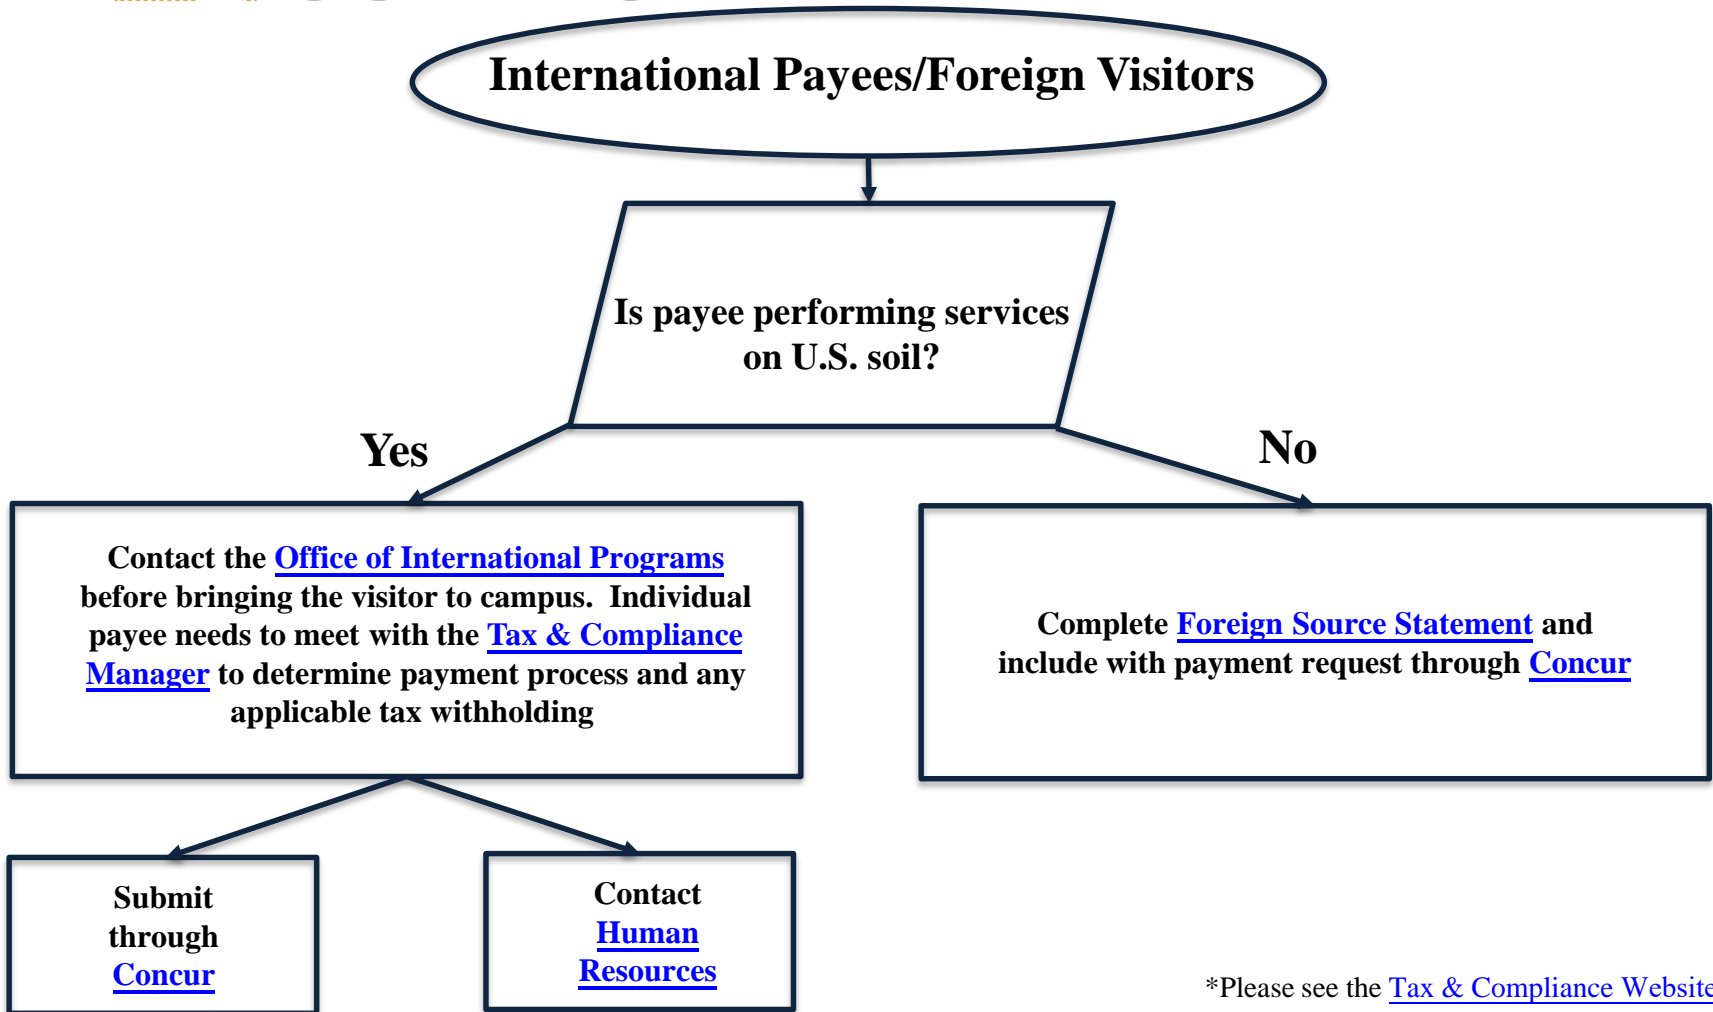 International Payees/Foreign Visitors
Is payee performing services
on U.S. soil?
Yes
No
Contact the Office of International Programs
before bringing the visitor to campus.  Individual
payee needs to meet with the Tax & Compliance
Manager to determine payment process and any
applicable tax withholding
Complete Foreign Source Statement and
include with payment request through Concur
Submit
through
Concur
Contact
Human
Resources
*Please see the Tax & Compliance Website